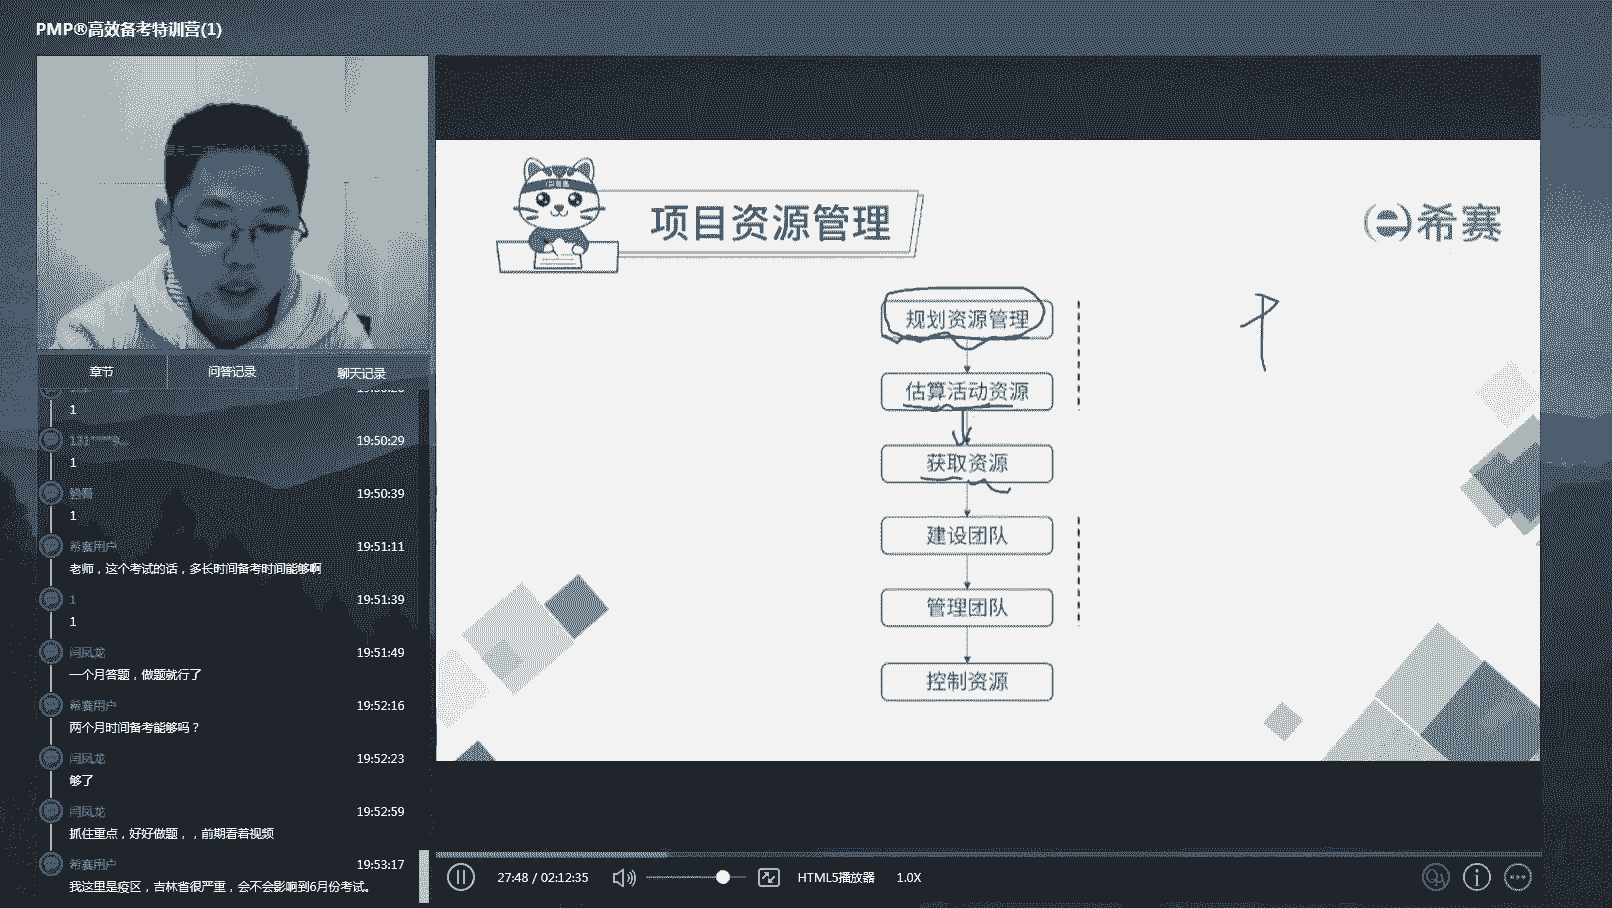 PMP®高效备考特训营(1)
项目资源管理
希赛
规划资源管理
估算活动资源
获取资源
建设团队
管理团队
控制资源
章节
问答记录
聊天记录
1
19:50:29
1
19:50:39
1
希赛用户
19:51:11
老师，这个考试的话，多长时间备考时间能够啊
1
19:51:39
1
闫凤龙
19:51:49
一个月答题，做题就行了
希赛用户
19:52:16
两个月时间备考能够吗？
闫凤龙
19:52:23
够了
闫凤龙
19:52:59
抓住重点，好好做题，，前期看着视频
希赛用户
19:53:17
我这里是疫区，吉林省很严重，会不会影响到6月份考试。
27:48 / 02:12:35
HTML5播放器
1.0X